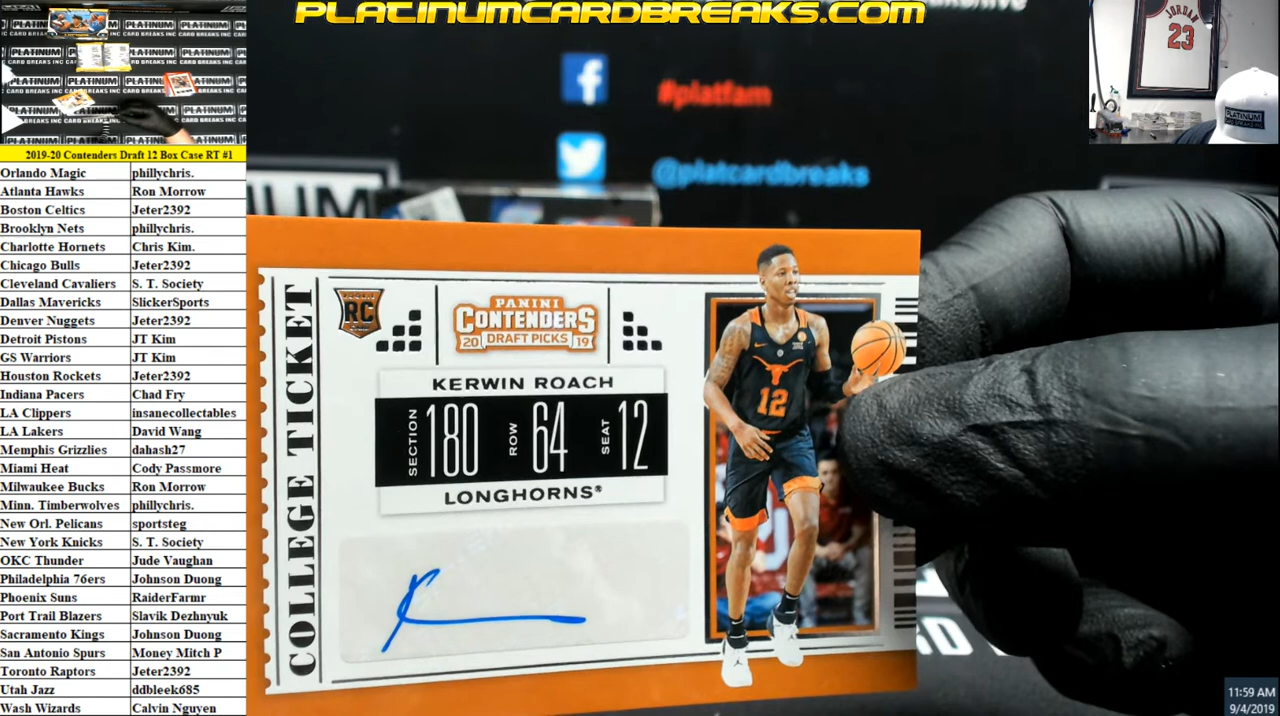 PLATINUMCARDBREAKS.COM
#platfam
@platcardbreaks
JORDAN
23
PLATINUM
CARD BREAKS INC
2019-20 Contenders Draft 12 Box Case RT #1
Orlando Magic phillychris.
Atlanta Hawks Ron Morrow
Boston Celtics Jeter2392
Brooklyn Nets phillychris.
Charlotte Hornets Chris Kim.
Chicago Bulls Jeter2392
Cleveland Cavaliers S. T. Society
Dallas Mavericks SlickerSports
Denver Nuggets Jeter2392
Detroit Pistons JT Kim
GS Warriors JT Kim
Houston Rockets Jeter2392
Indiana Pacers Chad Fry
LA Clippers insanecollectables
LA Lakers David Wang
Memphis Grizzlies dahash27
Miami Heat Cody Passmore
Milwaukee Bucks Ron Morrow
Minn. Timberwolves phillychris.
New Orl. Pelicans sportsteg
New York Knicks S. T. Society
OKC Thunder Jude Vaughan
Philadelphia 76ers Johnson Duong
Phoenix Suns RaiderFarmr
Port Trail Blazers Slavik Dezhnyuk
Sacramento Kings Johnson Duong
San Antonio Spurs Money Mitch P
Toronto Raptors Jeter2392
Utah Jazz ddbleek685
Wash Wizards Calvin Nguyen
COLLEGE TICKET
RC
PANINI
CONTENDERS
20 DRAFT PICKS 19
KERWIN ROACH
SECTION 180 ROW 64 SEAT 12
LONGHORNS®
12
11:59 AM
9/4/2019